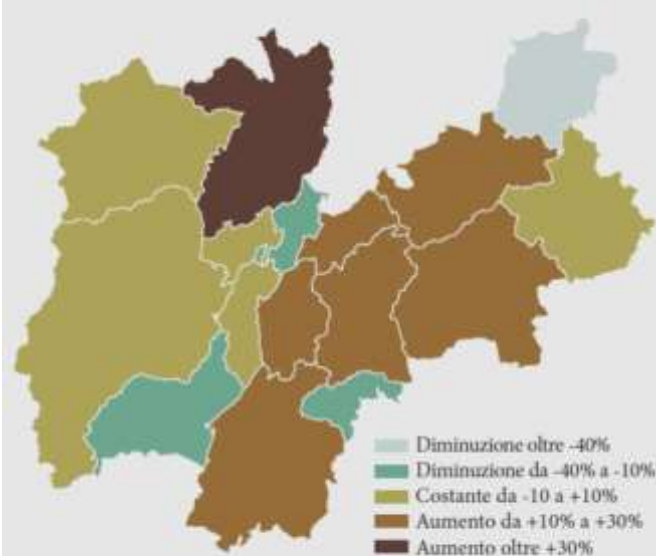 Diminuzione oltre -40%
Diminuzione da -40% a -10%
Costante da -10 a +10%
Aumento da +10% a +30%
Aumento oltre +30%